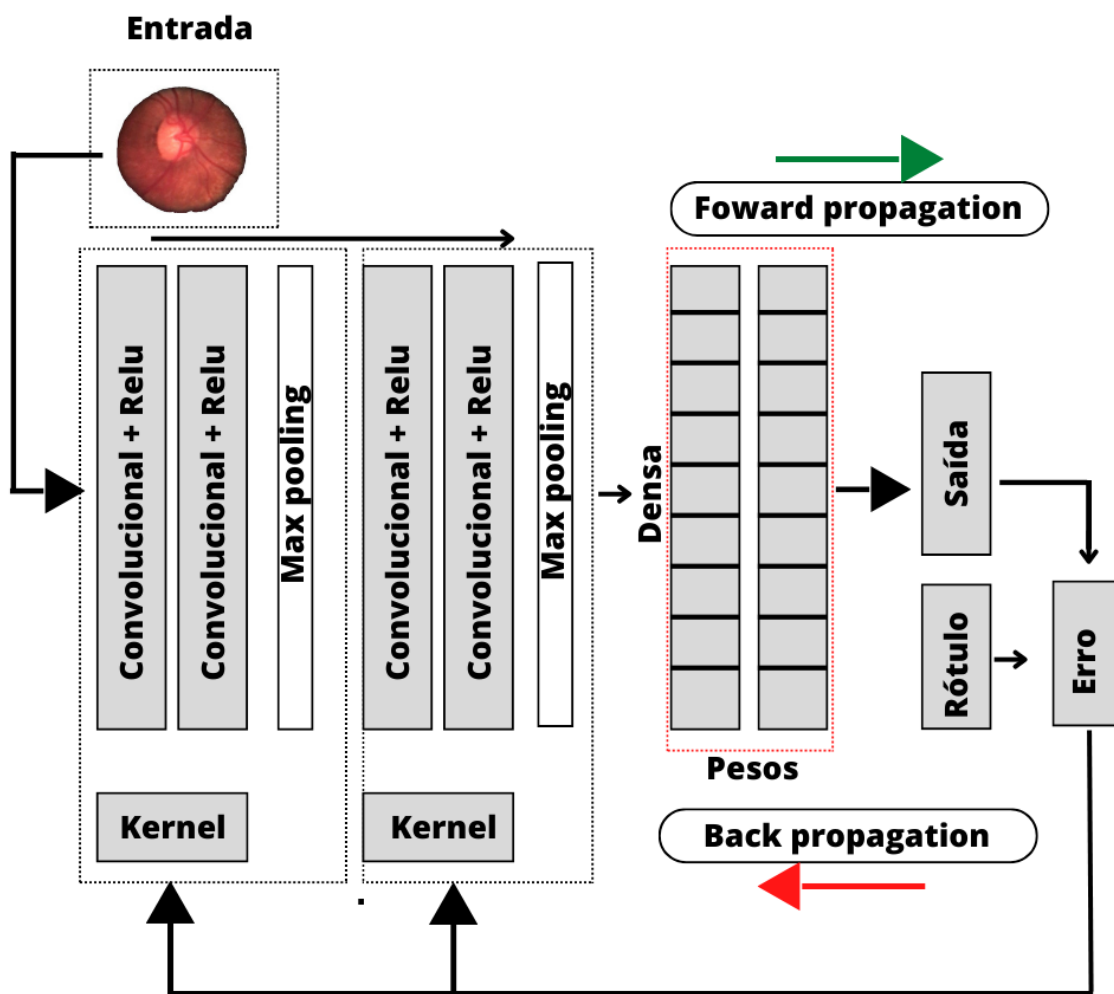 Entrada
Foward propagation
Convolucional + Relu
Convolucional + Relu
Max pooling
Convolucional + Relu
Convolucional + Relu
Max pooling
Densa
Saída
Rótulo
Erro
Pesos
Kernel
Kernel
Back propagation